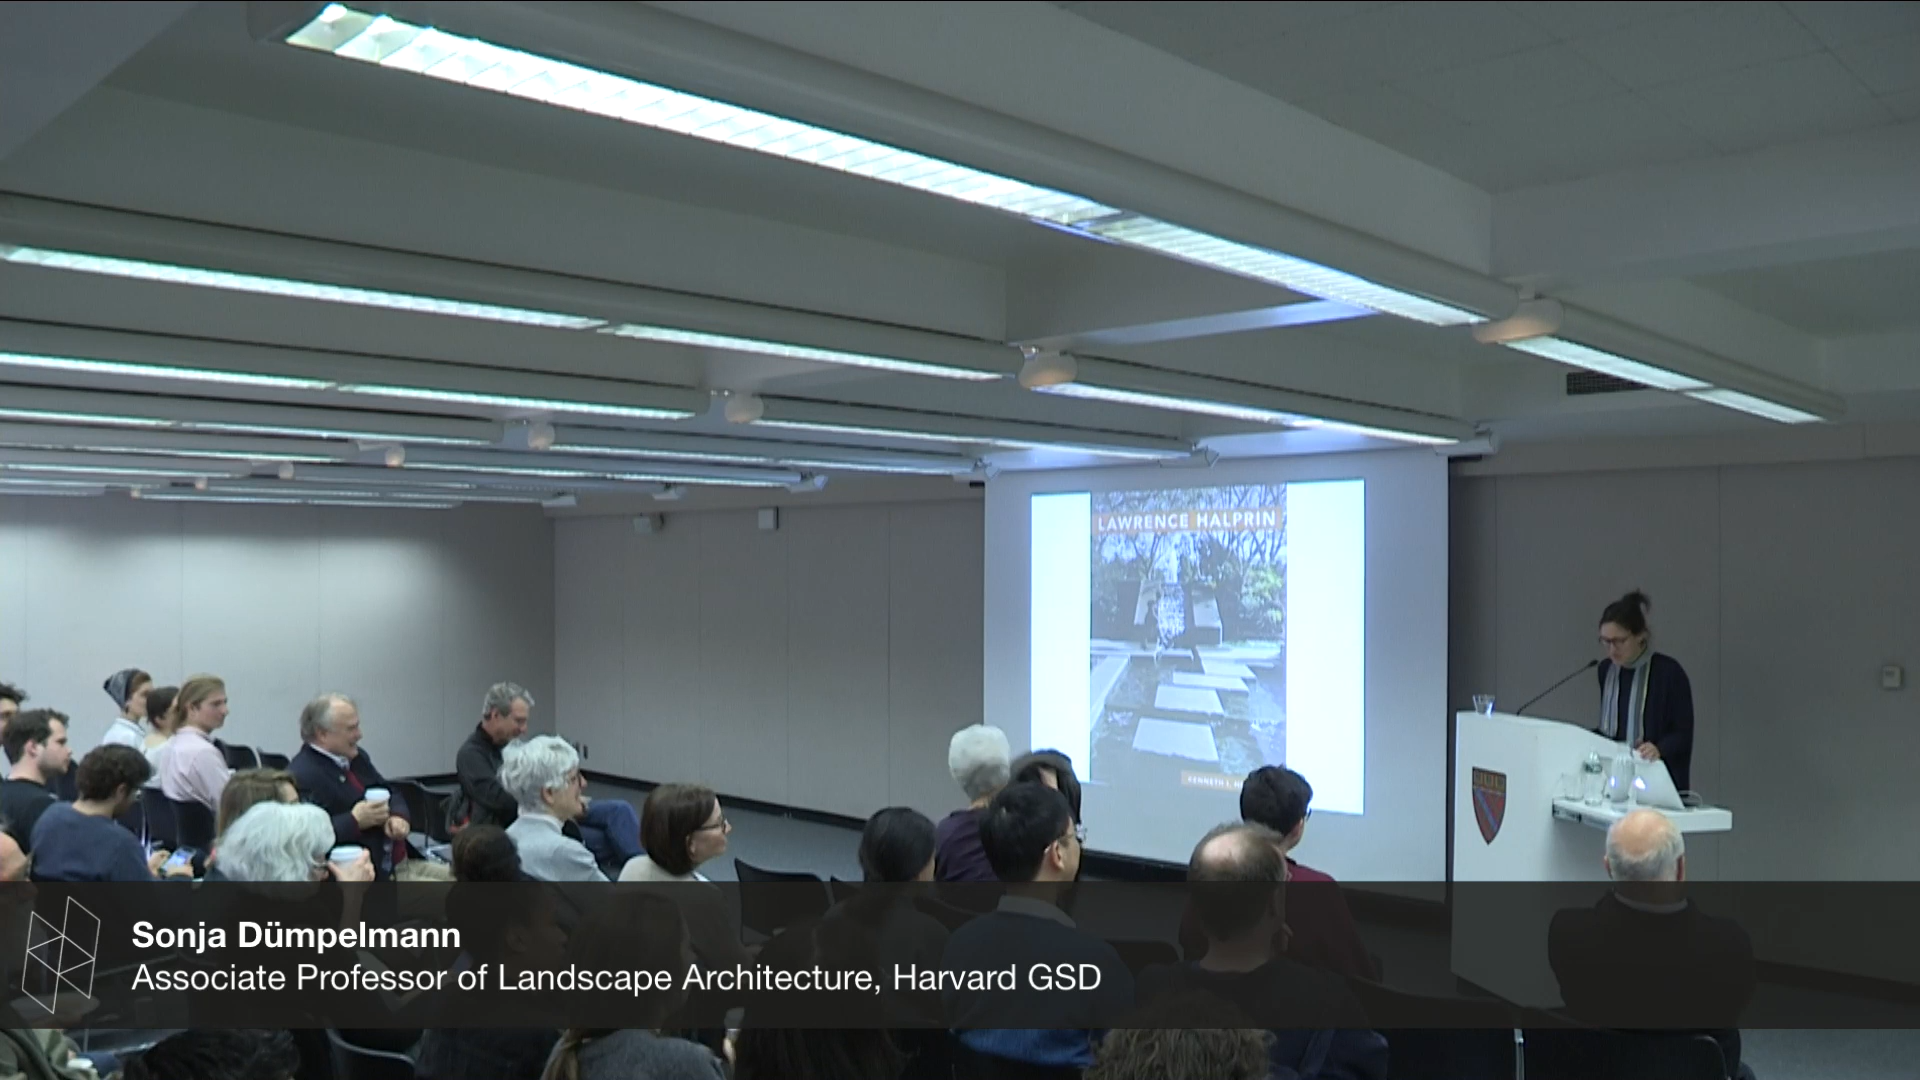 LAWRENCE HALPRIN
Sonja Dümpelmann
Associate Professor of Landscape Architecture, Harvard GSD